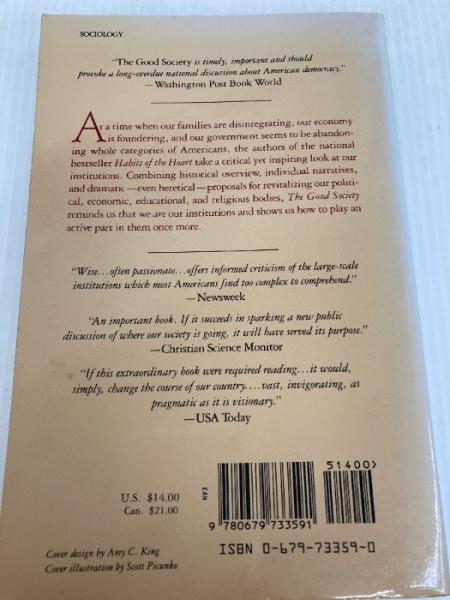 SOCIOLOGY
"The Good Society is timely, important and should
provoke a long-overdue national discussion about American democracy."
—Washington Post Book World
At a time when our families are disintegrating, our economy
is foundering, and our government seems to be abandon-
ing whole categories of Americans, the authors of the national
bestseller Habits of the Heart take a critical yet inspiring look at our
institutions. Combining historical overview, individual narratives,
and dramatic—even heretical—proposals for revitalizing our politi-
cal, economic, educational, and religious bodies, The Good Society
reminds us that we are our institutions and shows us how to play an
active part in them once more.
"Wise...often passionate...offers informed criticism of the large-scale
institutions which most Americans find too complex to comprehend."
—Newsweek
"An important book. If it succeeds in sparking a new public
discussion of where our society is going, it will have served its purpose."
—Christian Science Monitor
"If this extraordinary book were required reading...it would,
simply, change the course of our country....vast, invigorating, as
pragmatic as it is visionary."
—USA Today
51400>
EAN
U.S. $14.00
Can. $21.00
9 780679 733591
ISBN 0-679-73359-0
Cover design by Amy C. King
Cover illustration by Scott Picunko